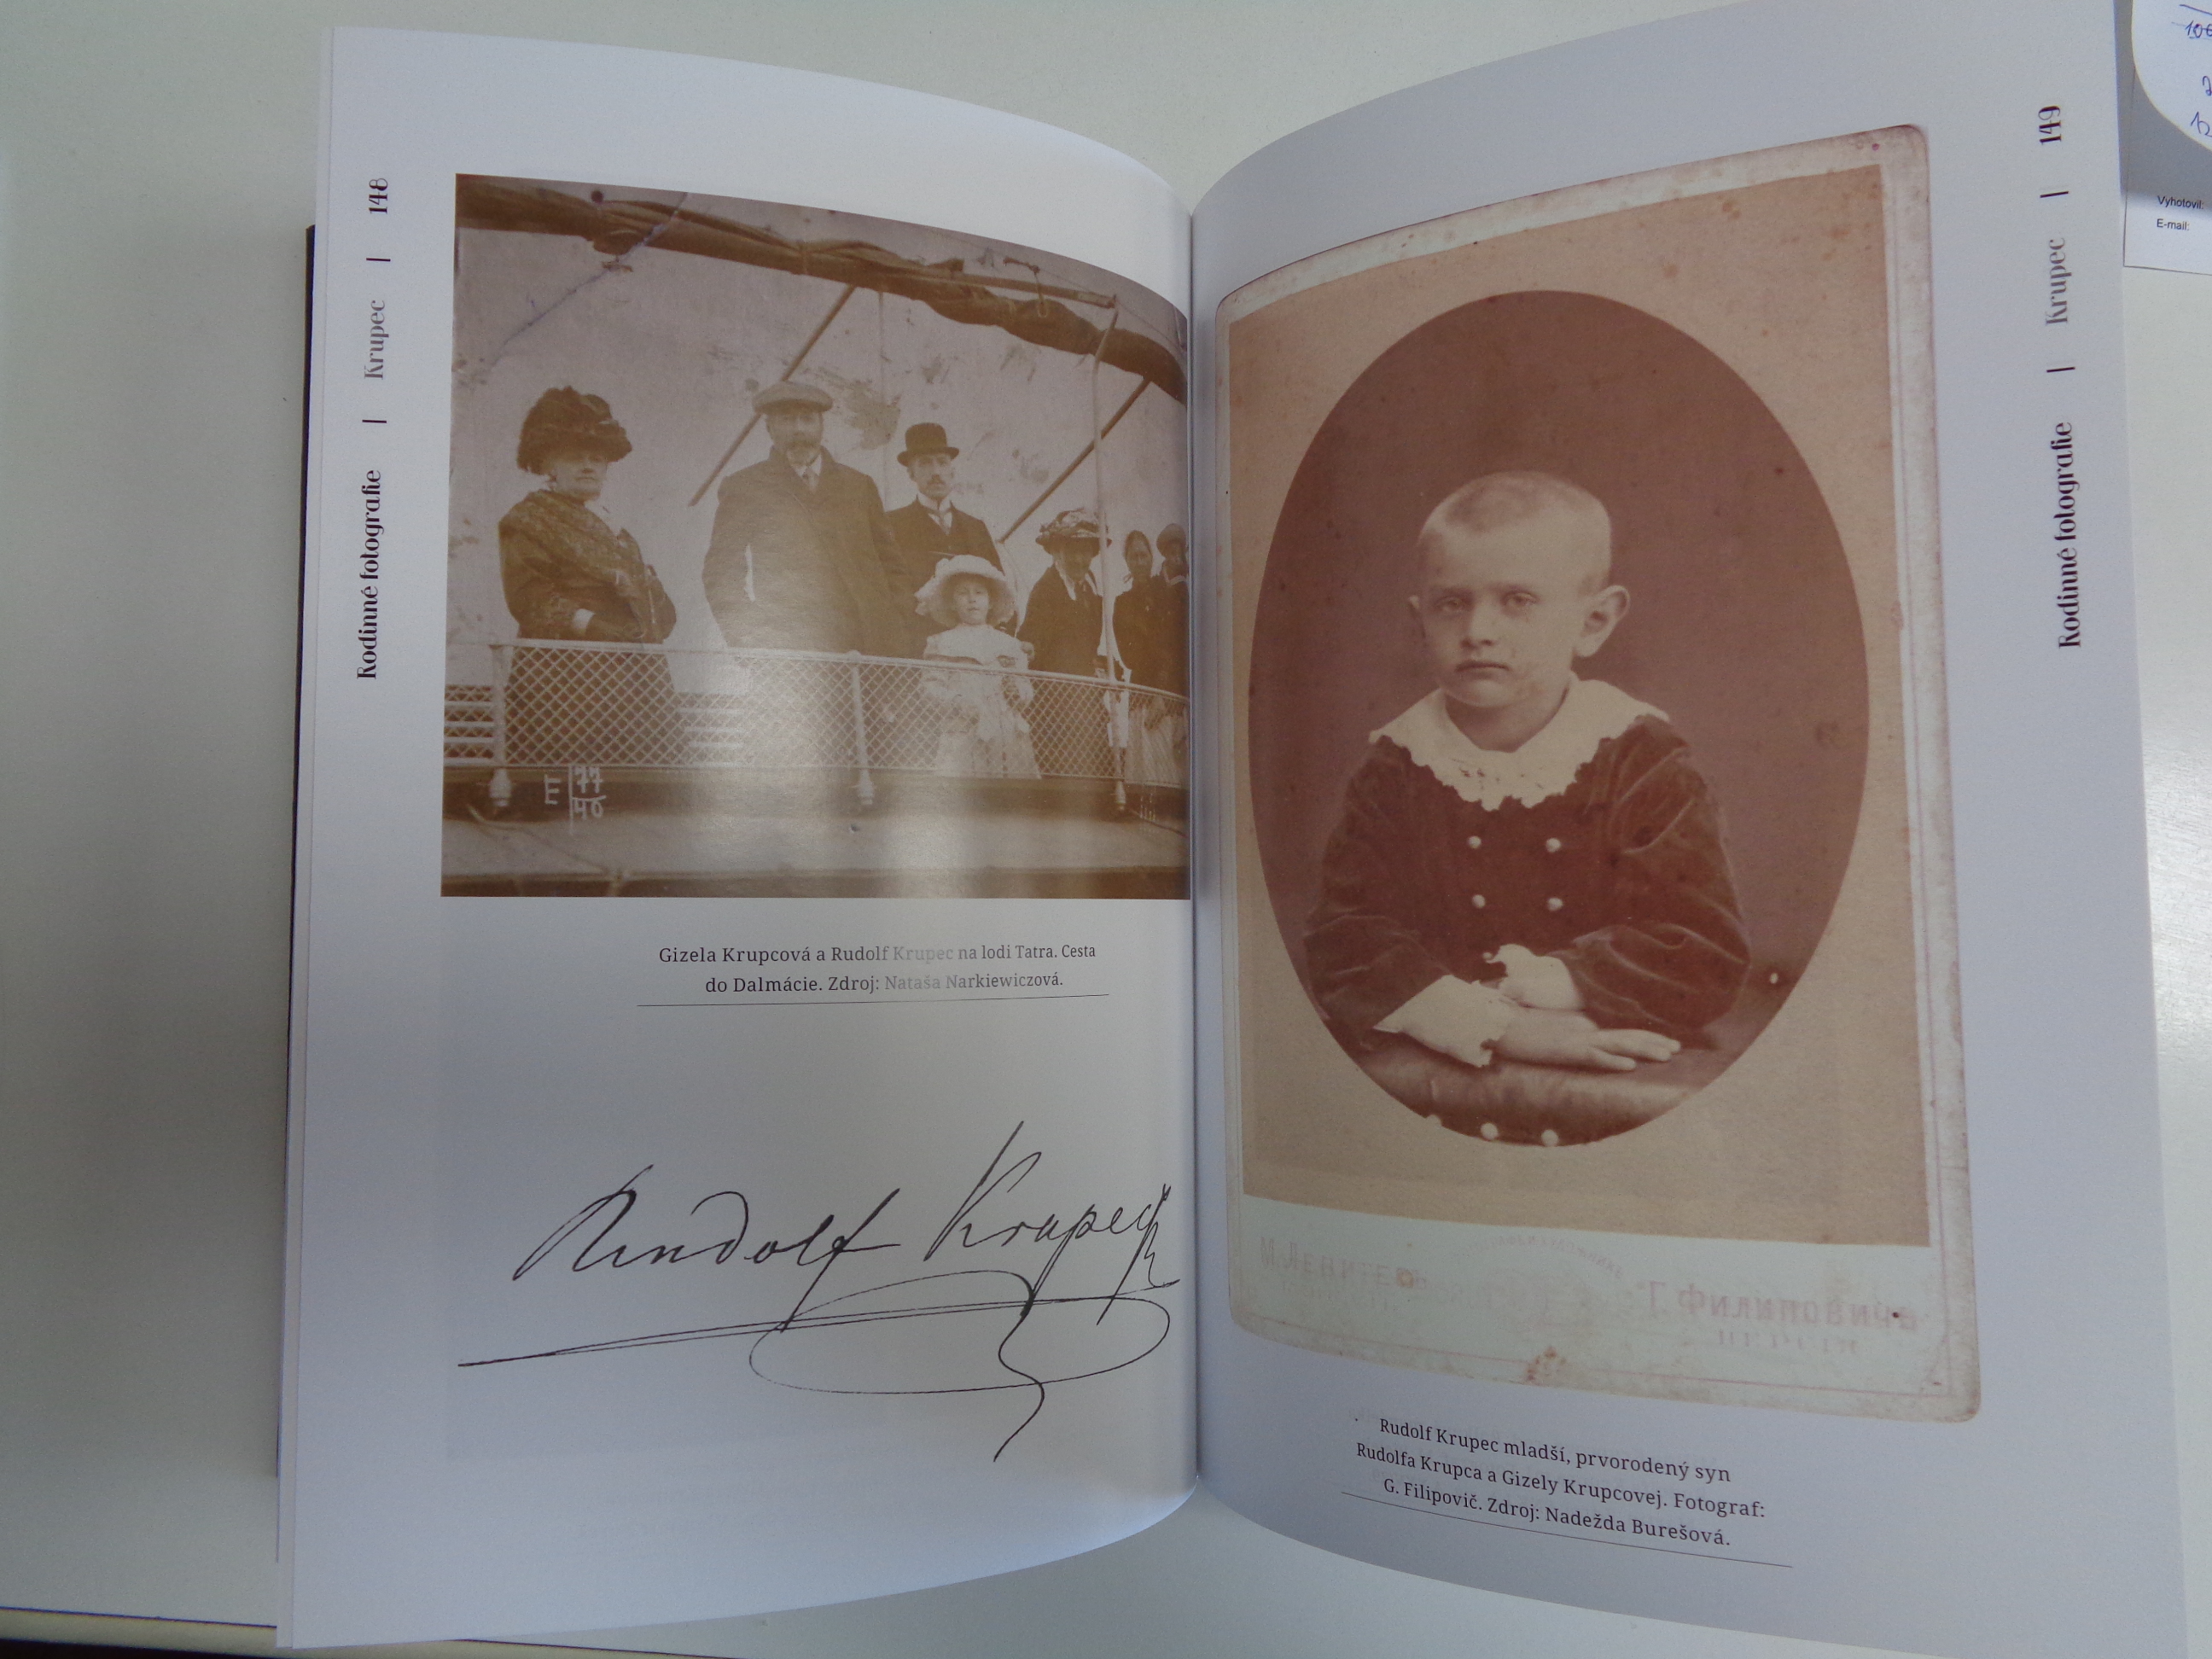 Rodinné fotografie | Krupec | 148
E 77
40
Gizela Krupcová a Rudolf Krupec na lodi Tatra. Cesta
do Dalmácie. Zdroj: Nataša Narkiewiczová.
Rudolf Krupec
Rodinné fotografie | Krupec | 149
Rudolf Krupec mladší, prvorodený syn
Rudolfa Krupca a Gizely Krupcovej. Fotograf:
G. Filipovič. Zdroj: Nadežda Burešová.
Vyhotovil:
E-mail: